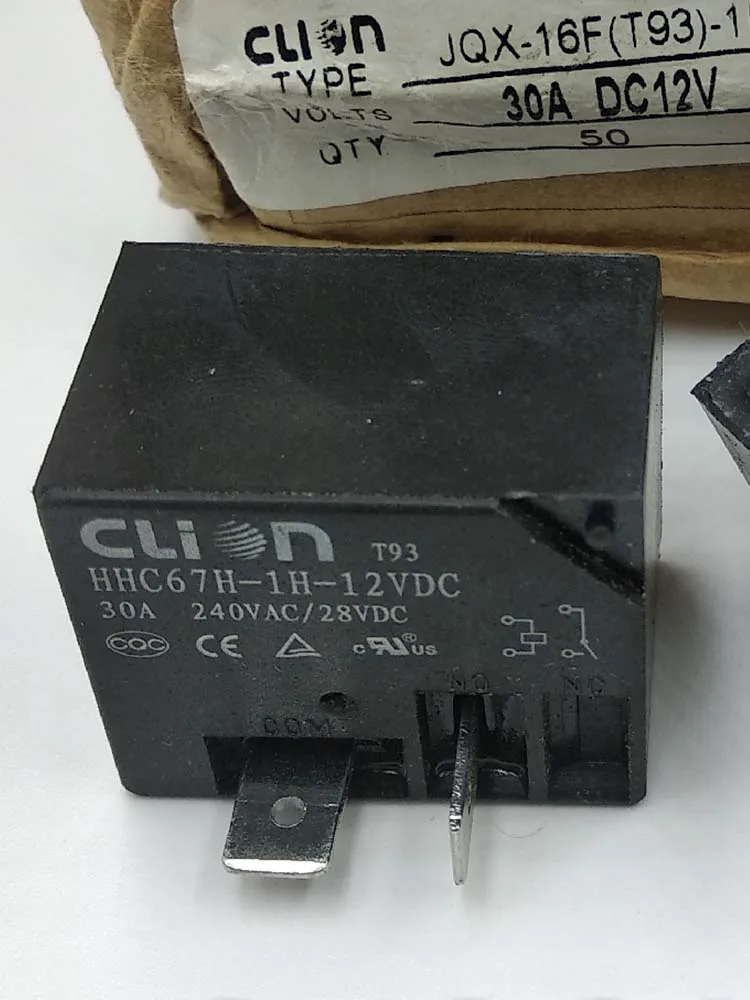 CLION
TYPE JQX-16F(T93)-1
VOLTS 30A DC12V
QTY 50
CLION T93
HHC67H-1H-12VDC
30A 240VAC/28VDC
CQC CE c RU® US
COM NO NC